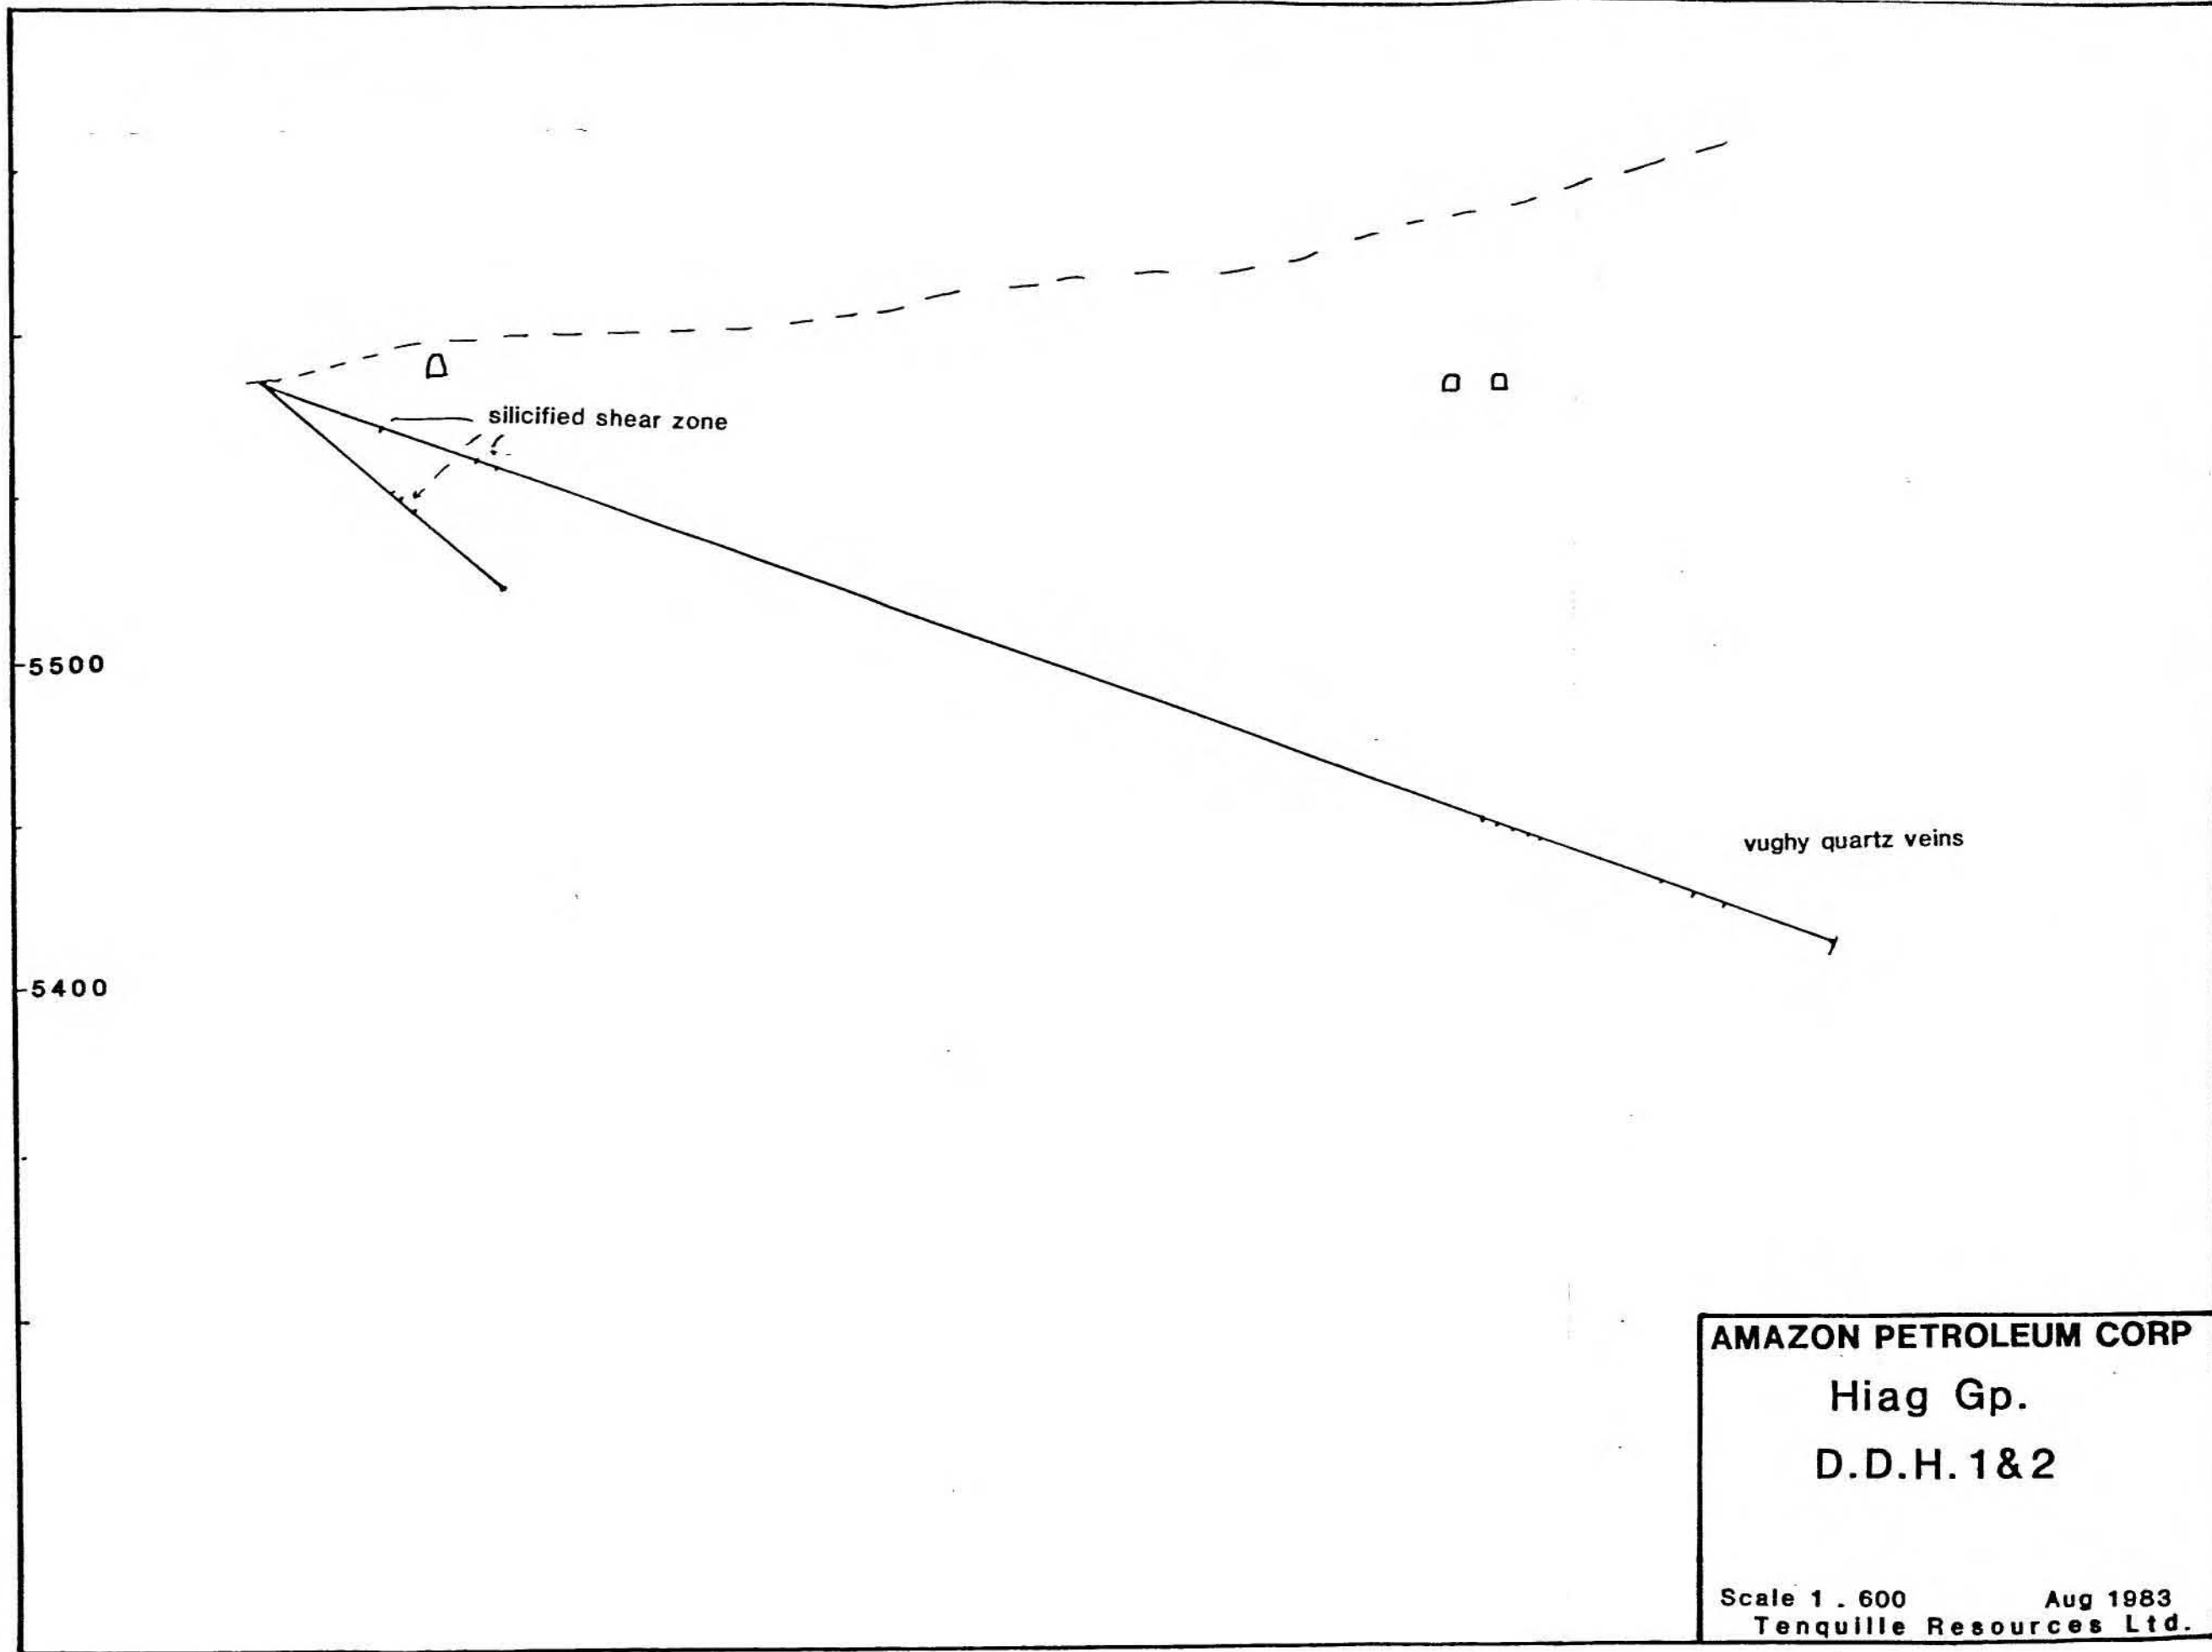 silicified shear zone
5500
vughy quartz veins
5400
AMAZON PETROLEUM CORP
Hiag Gp.
D.D.H. 1&2
Scale 1 . 600 Aug 1983
Tenquille Resources Ltd.